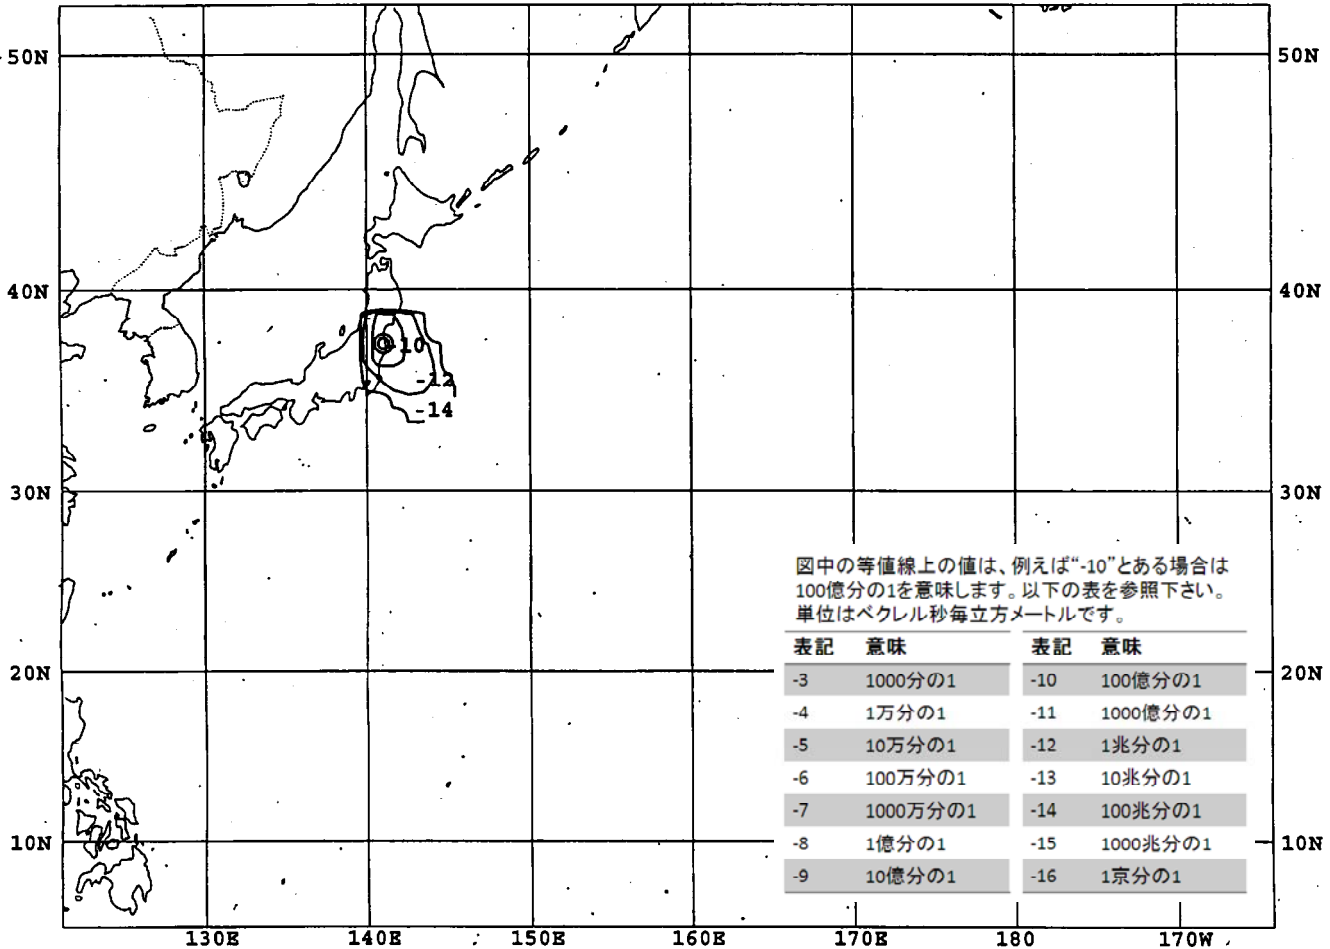 50N 50N
40N 40N
-10
-12
-14
30N 30N
図中の等値線上の値は、例えば“-10”とある場合は
100億分の1を意味します。以下の表を参照下さい。
単位はベクレル秒毎立方メートルです。
表記 意味 表記 意味
-3 1000分の1 -10 100億分の1
-4 1万分の1 -11 1000億分の1
-5 10万分の1 -12 1兆分の1
-6 100万分の1 -13 10兆分の1
-7 1000万分の1 -14 100兆分の1
-8 1億分の1 -15 1000兆分の1
-9 10億分の1 -16 1京分の1
20N 20N
10N 10N
130E 140E 150E 160E 170E 180 170W